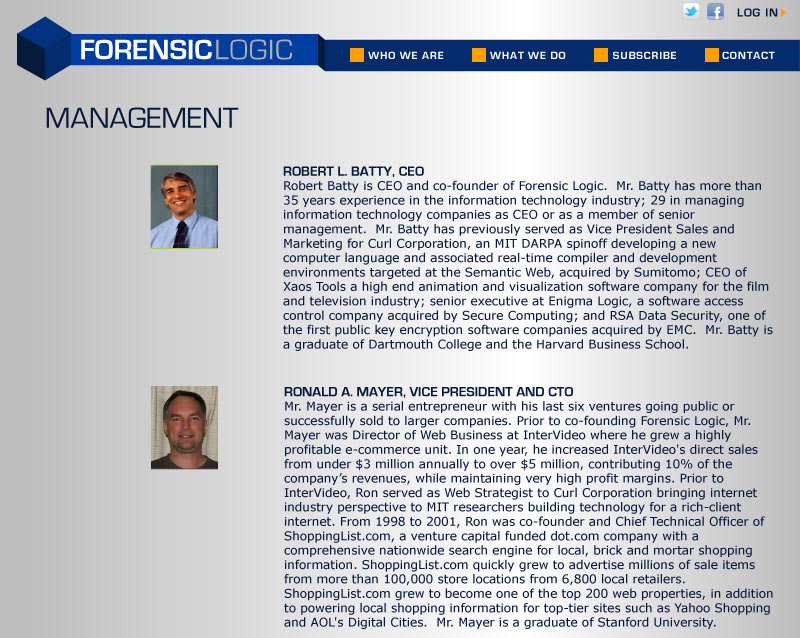 LOG IN
FORENSICLOGIC
WHO WE ARE
WHAT WE DO
SUBSCRIBE
CONTACT
MANAGEMENT
ROBERT L. BATTY, CEO
Robert Batty is CEO and co-founder of Forensic Logic.  Mr. Batty has more than
35 years experience in the information technology industry; 29 in managing
information technology companies as CEO or as a member of senior
management.  Mr. Batty has previously served as Vice President Sales and
Marketing for Curl Corporation, an MIT DARPA spinoff developing a new
computer language and associated real-time compiler and development
environments targeted at the Semantic Web, acquired by Sumitomo; CEO of
Xaos Tools a high end animation and visualization software company for the film
and television industry; senior executive at Enigma Logic, a software access
control company acquired by Secure Computing; and RSA Data Security, one of
the first public key encryption software companies acquired by EMC.  Mr. Batty is
a graduate of Dartmouth College and the Harvard Business School.
RONALD A. MAYER, VICE PRESIDENT AND CTO
Mr. Mayer is a serial entrepreneur with his last six ventures going public or
successfully sold to larger companies. Prior to co-founding Forensic Logic, Mr.
Mayer was Director of Web Business at InterVideo where he grew a highly
profitable e-commerce unit. In one year, he increased InterVideo's direct sales
from under $3 million annually to over $5 million, contributing 10% of the
company's revenues, while maintaining very high profit margins. Prior to
InterVideo, Ron served as Web Strategist to Curl Corporation bringing internet
industry perspective to MIT researchers building technology for a rich-client
internet. From 1998 to 2001, Ron was co-founder and Chief Technical Officer of
ShoppingList.com, a venture capital funded dot.com company with a
comprehensive nationwide search engine for local, brick and mortar shopping
information. ShoppingList.com quickly grew to advertise millions of sale items
from more than 100,000 store locations from 6,800 local retailers.
ShoppingList.com grew to become one of the top 200 web properties, in addition
to powering local shopping information for top-tier sites such as Yahoo Shopping
and AOL's Digital Cities.  Mr. Mayer is a graduate of Stanford University.